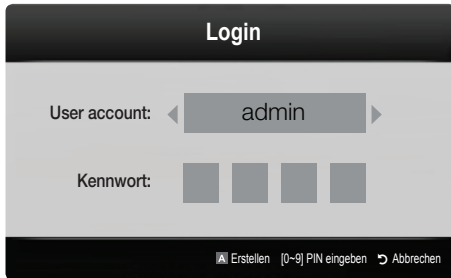 Login
User account: admin
Kennwort:
A Erstellen [0~9] PIN eingeben Abbrechen